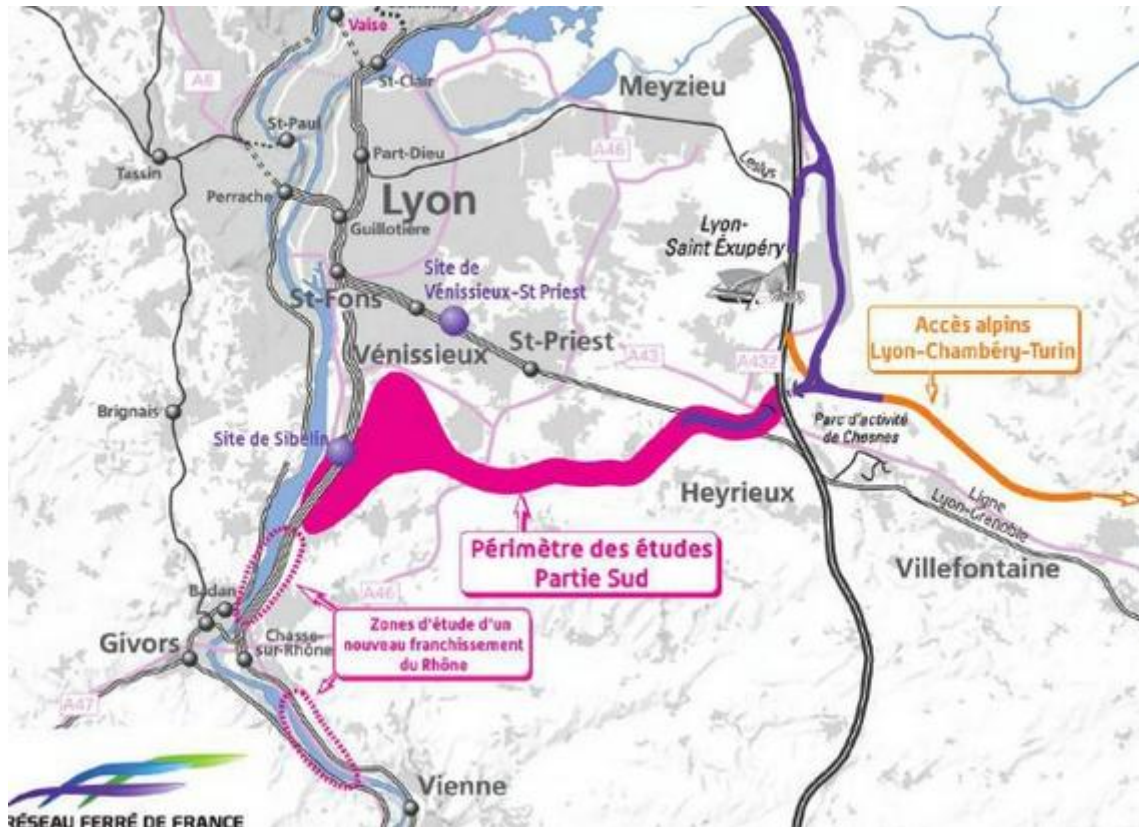 Vaise
St-Clair
A6
Meyzieu
St-Paul
Part-Dieu
A46
Tassin
Leslys
Perrache
Lyon
Guillotière
Lyon-
Saint Éxupéry
Site de
Vénissieux-St Priest
St-Fons
St-Priest
Accès alpins
Lyon-Chambéry-Turin
Vénissieux
A43
A432
Brignais
Parc d'activité
de Chesnes
Site de Sibelin
Heyrieux
Ligne
Lyon-Grenoble
Périmètre des études
Partie Sud
Villefontaine
Badan
A46
Zones d'étude d'un
nouveau franchissement
du Rhône
Givors
Chasse-
sur-Rhône
A47
Vienne
RÉSEAU FERRÉ DE FRANCE